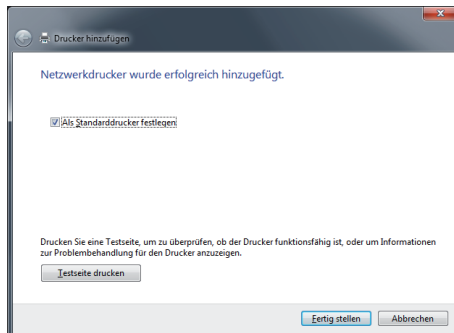 Drucker hinzufügen
Netzwerkdrucker wurde erfolgreich hinzugefügt.
Als Standarddrucker festlegen
Drucken Sie eine Testseite, um zu überprüfen, ob der Drucker funktionsfähig ist, oder um Informationen
zur Problembehandlung für den Drucker anzuzeigen.
Testseite drucken
Fertig stellen Abbrechen